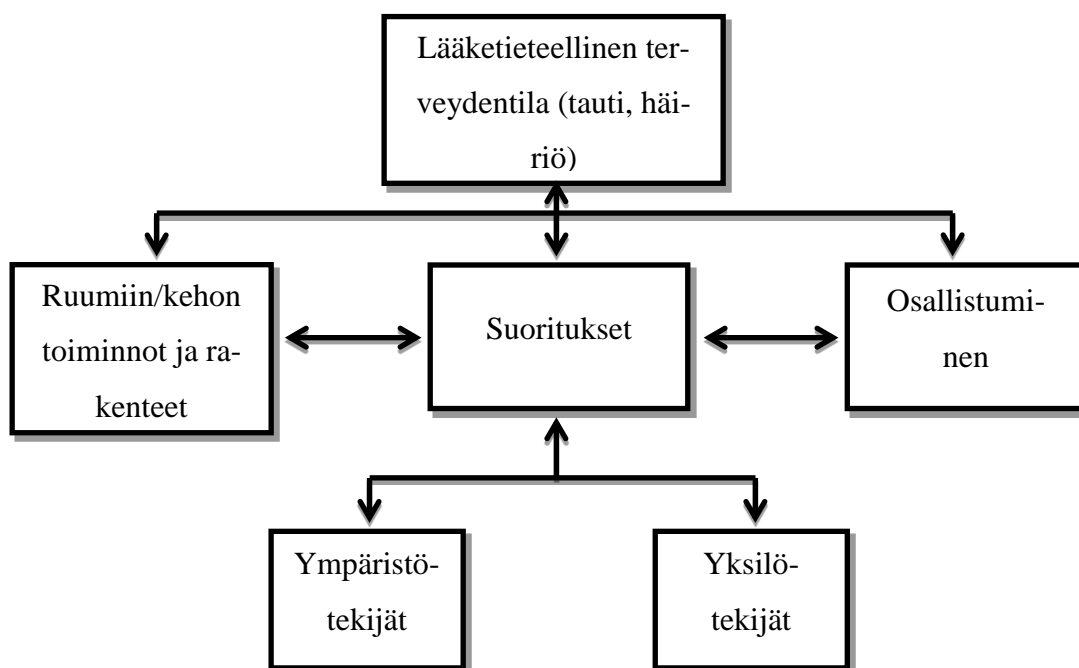 Lääketieteellinen ter-
veydentila (tauti, häi-
riö)
Ruumiin/kehon
toiminnot ja ra-
kenteet
Suoritukset
Osallistumi-
nen
Ympäristö-
tekijät
Yksilö-
tekijät